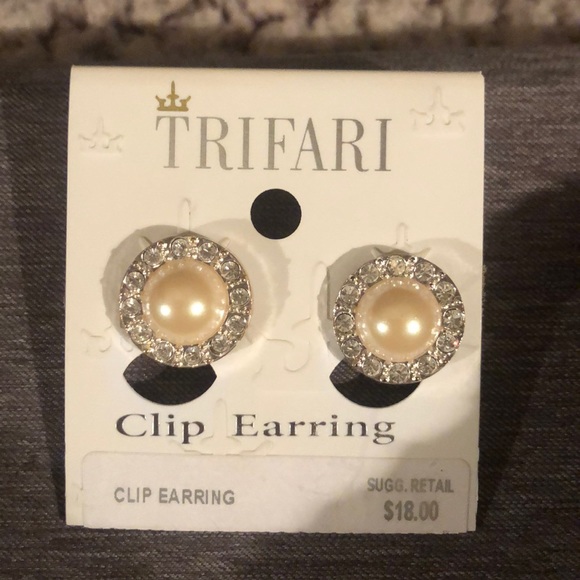 TRIFARI
Clip Earring
CLIP EARRING
SUGG. RETAIL
$18.00